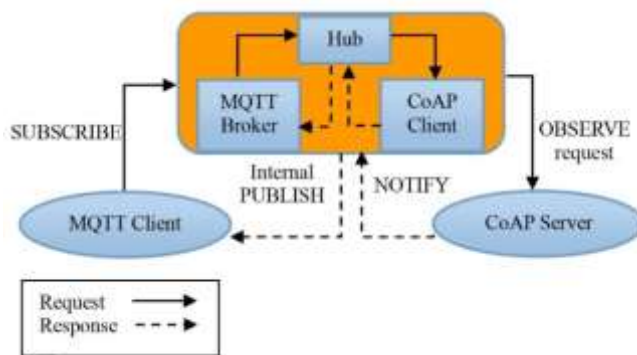 Hub
MQTT
Broker
CoAP
Client
SUBSCRIBE
OBSERVE
request
Internal
PUBLISH
NOTIFY
MQTT Client
CoAP Server
Request
Response